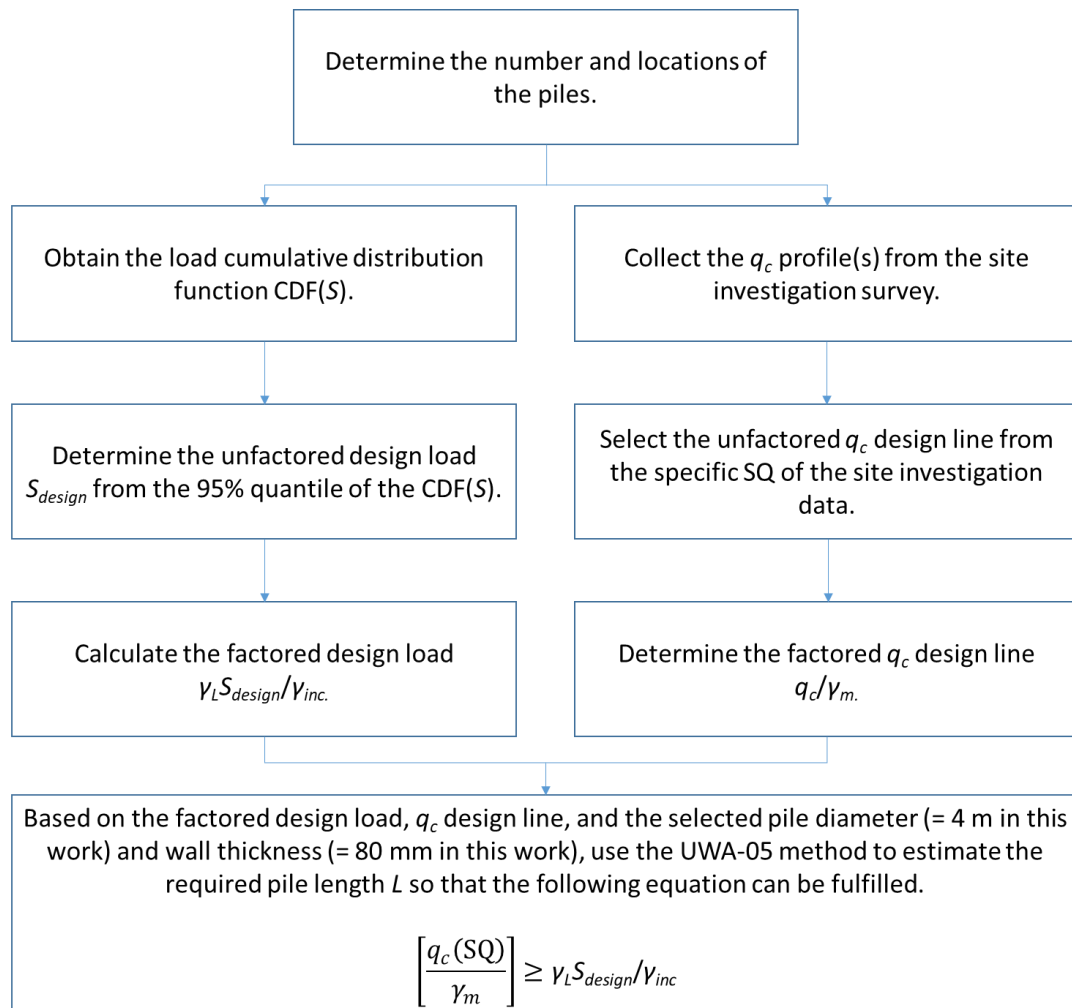 Determine the number and locations of
the piles.
Obtain the load cumulative distribution
function CDF(S).
Collect the q_c profile(s) from the site
investigation survey.
Determine the unfactored design load
S_design from the 95% quantile of the CDF(S).
Select the unfactored q_c design line from
the specific SQ of the site investigation
data.
Calculate the factored design load
γ_L S_design/γ_inc.
Determine the factored q_c design line
q_c/γ_m.
Based on the factored design load, q_c design line, and the selected pile diameter (= 4 m in this
work) and wall thickness (= 80 mm in this work), use the UWA-05 method to estimate the
required pile length L so that the following equation can be fulfilled.
[q_c(SQ)/γ_m] ≥ γ_L S_design/γ_inc